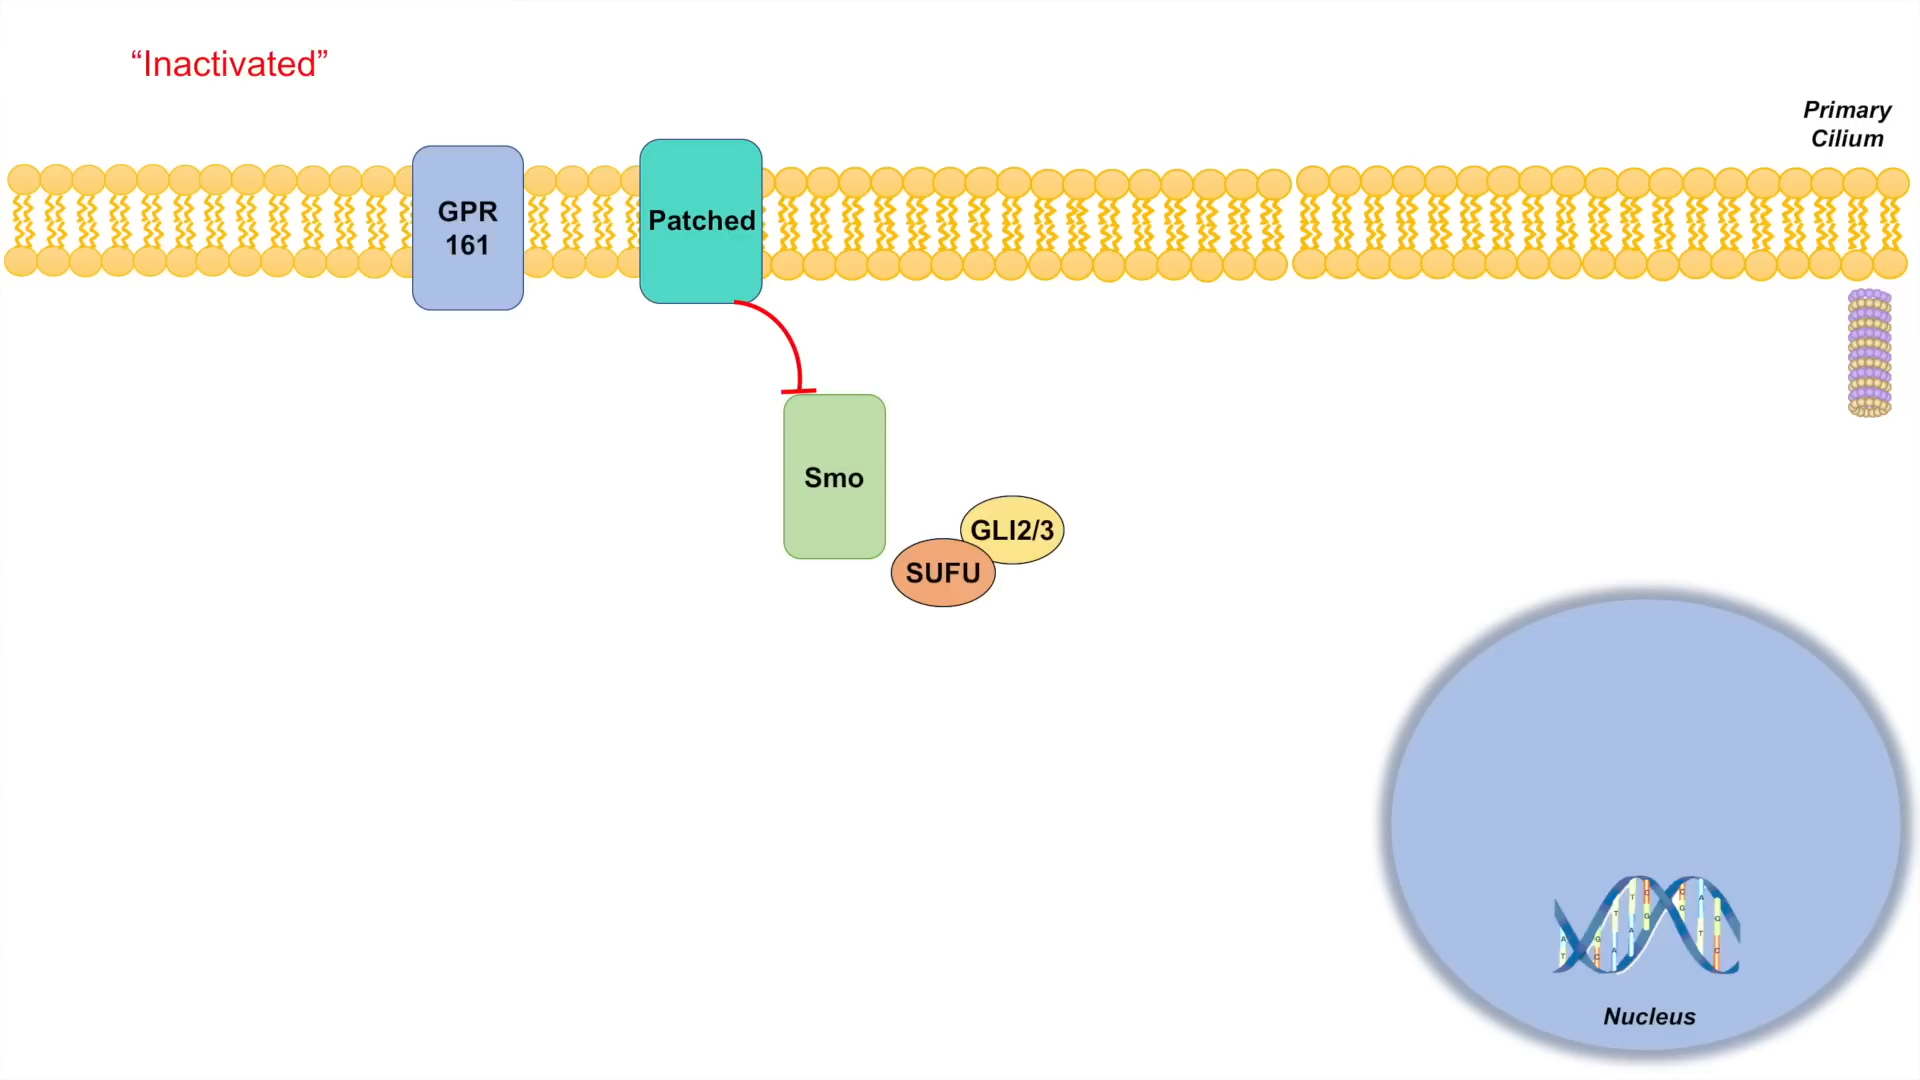 “Inactivated”
Primary
Cilium
GPR
161
Patched
Smo
GLI2/3
SUFU
Nucleus